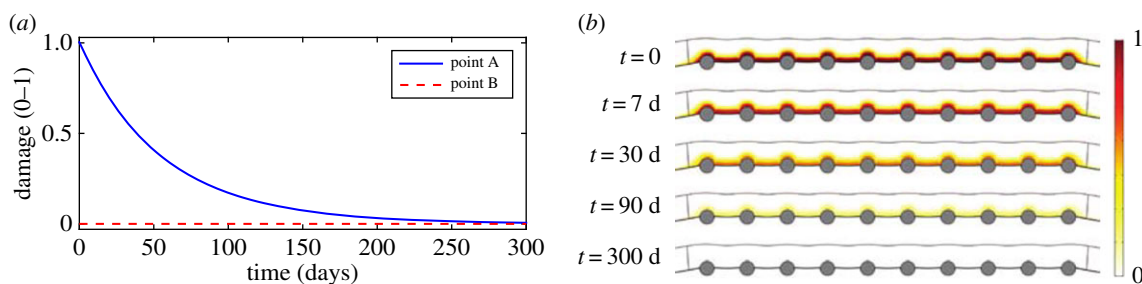 (a)
1.0
0.5
0
damage (0–1)
0 50 100 150 200 250 300
time (days)
point A
point B
(b)
t = 0
t = 7 d
t = 30 d
t = 90 d
t = 300 d
1
0